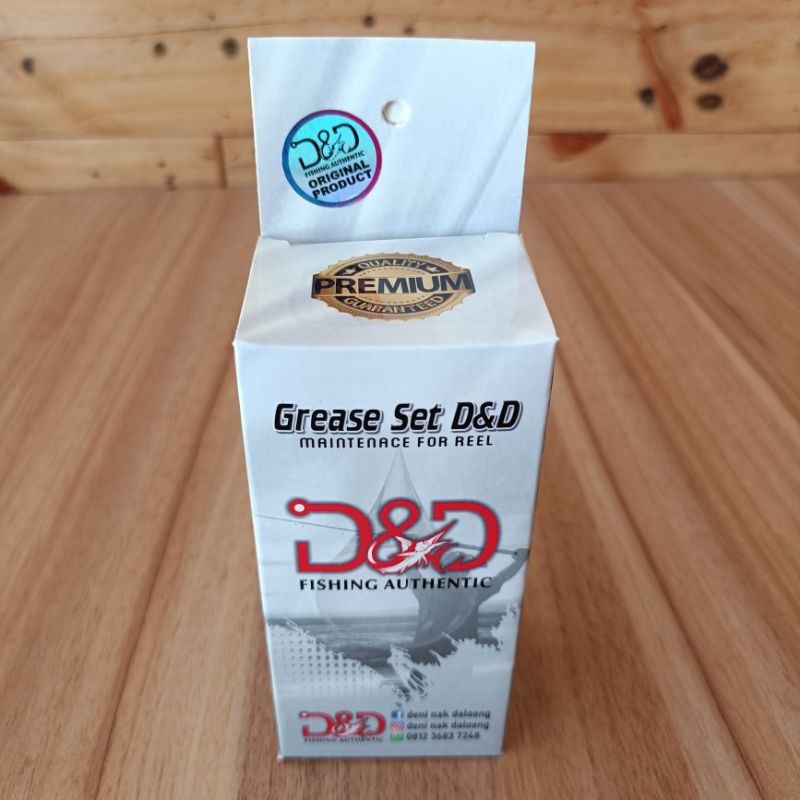 D&D
FISHING AUTHENTIC
ORIGINAL
PRODUCT
QUALITY
PREMIUM
GUARANTEED
Grease Set D&D
MAINTENACE FOR REEL
D&D
FISHING AUTHENTIC
D&D
FISHING AUTHENTIC
deni nak daloeng
deni nak daloeng
0812 3683 7248